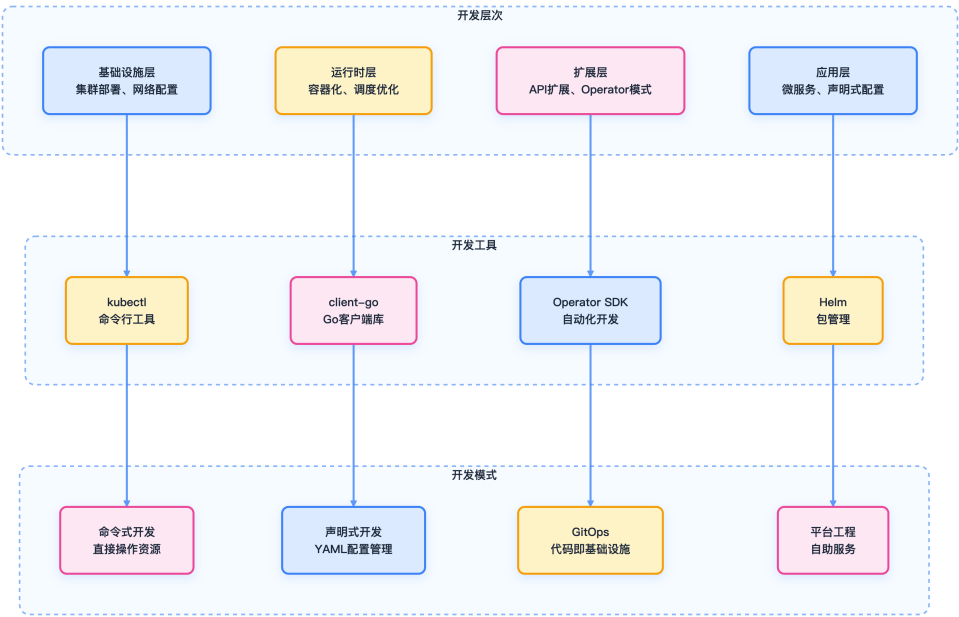 开发层次
基础设施层
集群部署、网络配置
运行时层
容器化、调度优化
扩展层
API扩展、Operator模式
应用层
微服务、声明式配置
开发工具
kubectl
命令行工具
client-go
Go客户端库
Operator SDK
自动化开发
Helm
包管理
开发模式
命令式开发
直接操作资源
声明式开发
YAML配置管理
GitOps
代码即基础设施
平台工程
自助服务